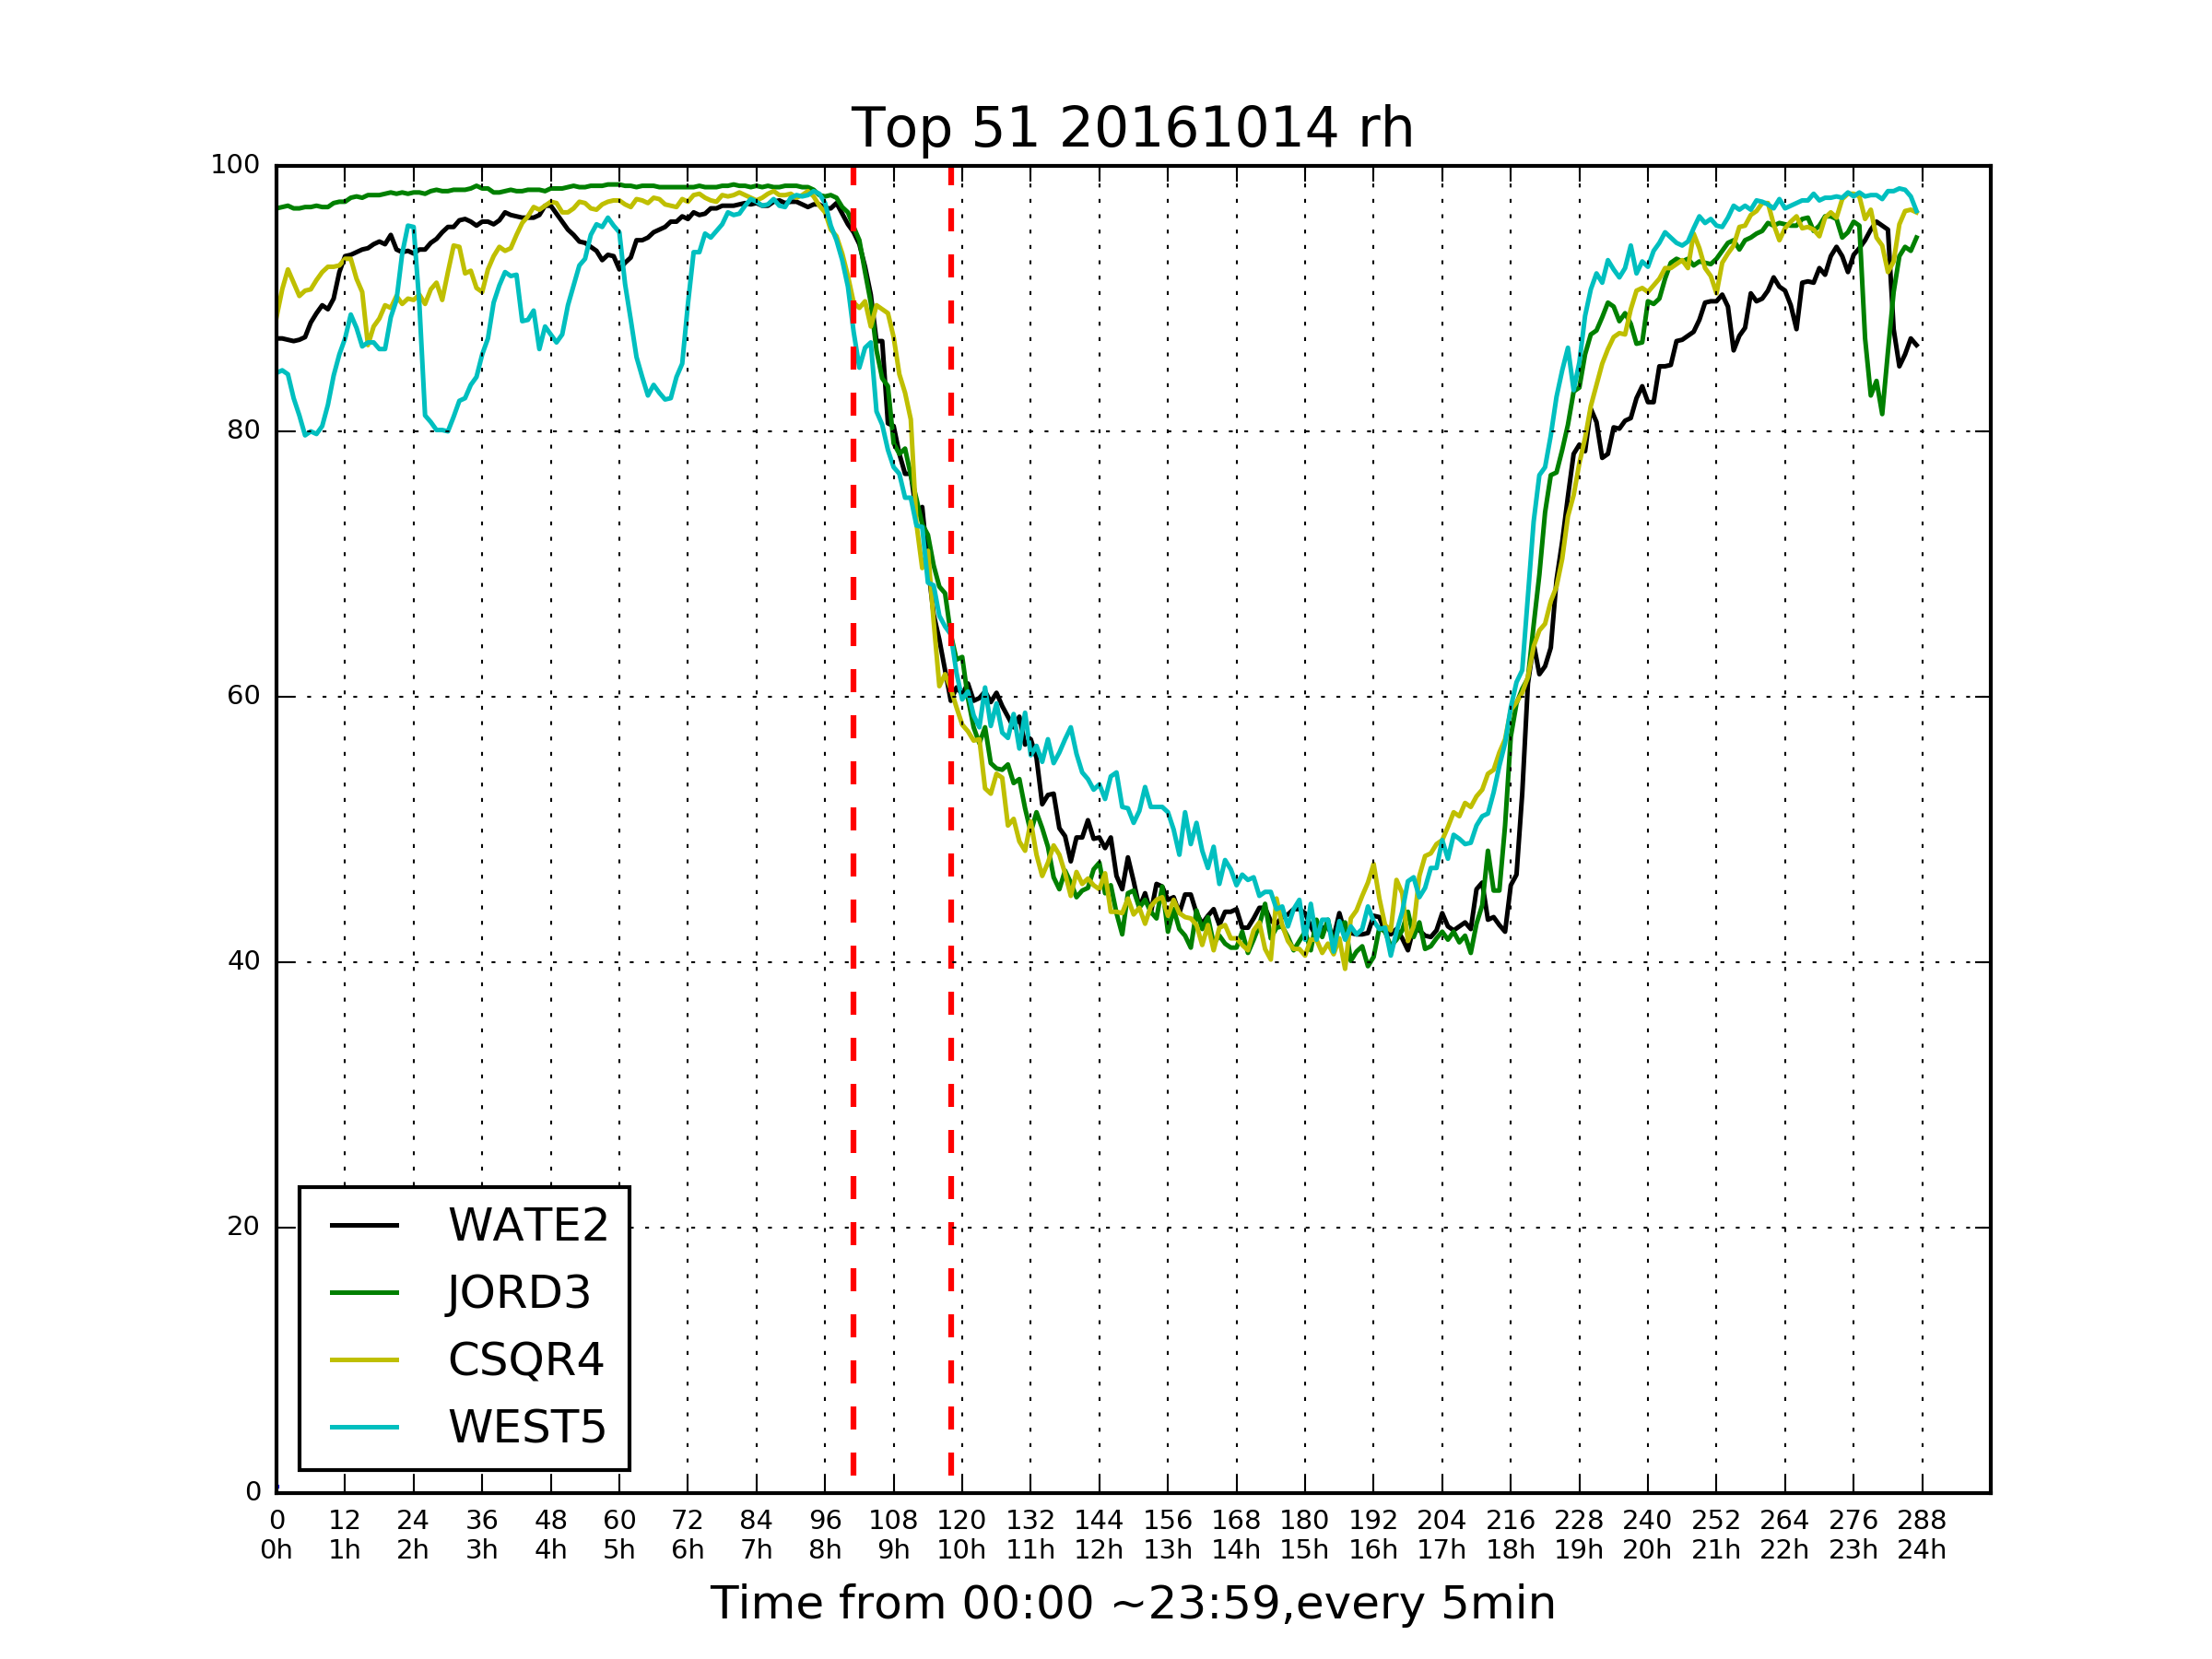 Top 51 20161014 rh
100
80
60
40
20
0
WATE2
JORD3
CSQR4
WEST5
0 12 24 36 48 60 72 84 96 108 120 132 144 156 168 180 192 204 216 228 240 252 264 276 288
0h 1h 2h 3h 4h 5h 6h 7h 8h 9h 10h 11h 12h 13h 14h 15h 16h 17h 18h 19h 20h 21h 22h 23h 24h
Time from 00:00 ~23:59,every 5min